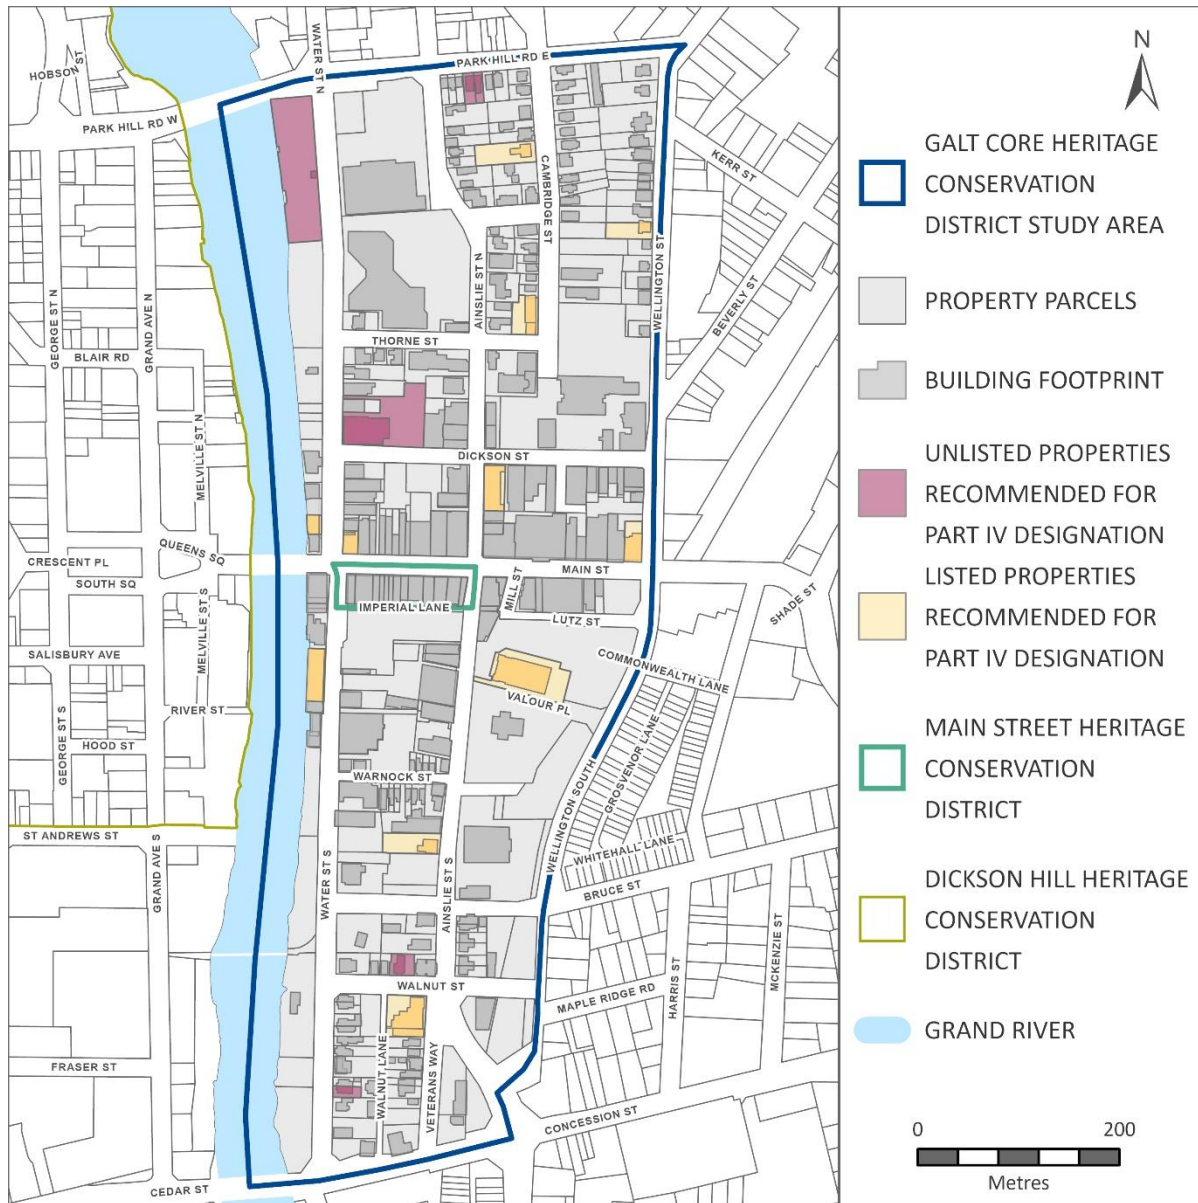 WATER ST N
HOBSON ST
PARK HILL RD E
PARK HILL RD W
CAMBRIDGE ST
KERR ST
GEORGE ST N
GRAND AVE N
AINSLIE ST N
WELLINGTON ST
BEVERLY ST
THORNE ST
BLAIR RD
MELVILLE ST N
DICKSON ST
QUEENS SQ
CRESCENT PL
SOUTH SQ
MAIN ST
MILL ST
IMPERIAL LANE
LUTZ ST
SHADE ST
MELVILLE ST S
SALISBURY AVE
COMMONWEALTH LANE
VALOUR PL
RIVER ST
GEORGE ST S
HOOD ST
GROSVENOR LANE
WARNOCK ST
WELLINGTON SOUTH
ST ANDREWS ST
GRAND AVE S
WATER ST S
AINSLIE ST S
WHITEHALL LANE
BRUCE ST
HARRIS ST
MCKENZIE ST
WALNUT ST
MAPLE RIDGE RD
FRASER ST
WALNUT LANE
VETERANS WAY
CONCESSION ST
CEDAR ST
N
GALT CORE HERITAGE
CONSERVATION
DISTRICT STUDY AREA
PROPERTY PARCELS
BUILDING FOOTPRINT
UNLISTED PROPERTIES
RECOMMENDED FOR
PART IV DESIGNATION
LISTED PROPERTIES
RECOMMENDED FOR
PART IV DESIGNATION
MAIN STREET HERITAGE
CONSERVATION
DISTRICT
DICKSON HILL HERITAGE
CONSERVATION
DISTRICT
GRAND RIVER
0 200
Metres